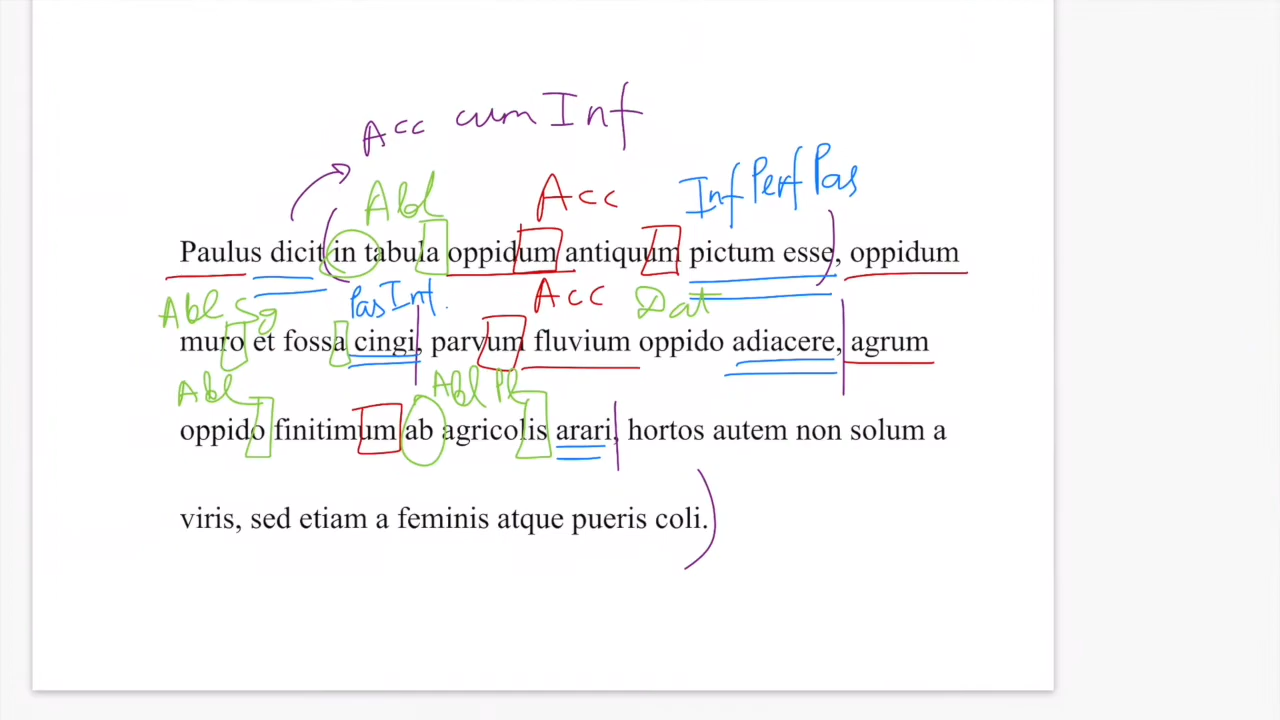 Acc cum Inf
Abl Acc Inf Perf Pas
Paulus dicit in tabula oppidum antiquum pictum esse, oppidum
Abl Sg Pas Inf. Acc Dat
muro et fossa cingi, parvum fluvium oppido adiacere, agrum
Abl Abl Pl
oppido finitimum ab agricolis arari, hortos autem non solum a
viris, sed etiam a feminis atque pueris coli.